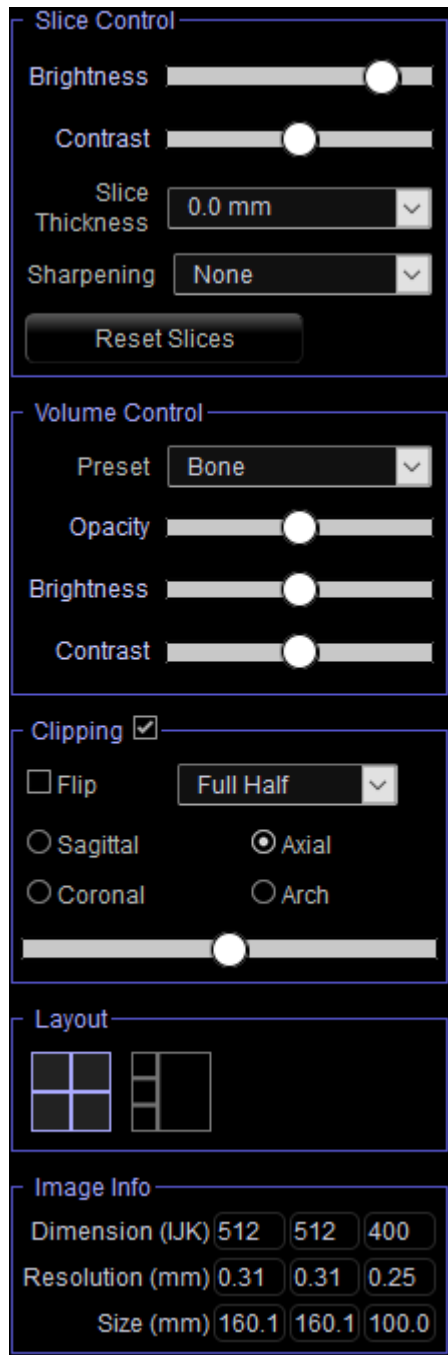 Slice Control
Brightness
Contrast
Slice
Thickness
0.0 mm
Sharpening
None
Reset Slices
Volume Control
Preset
Bone
Opacity
Brightness
Contrast
Clipping
Flip
Full Half
Sagittal
Axial
Coronal
Arch
Layout
Image Info
Dimension (IJK) 512 512 400
Resolution (mm) 0.31 0.31 0.25
Size (mm) 160.1 160.1 100.0